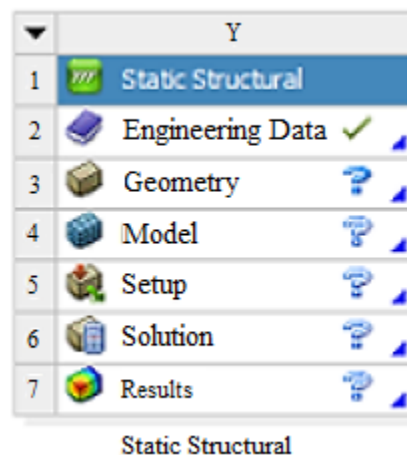 Y
1 Static Structural
2 Engineering Data
3 Geometry ?
4 Model ?
5 Setup ?
6 Solution ?
7 Results ?
Static Structural